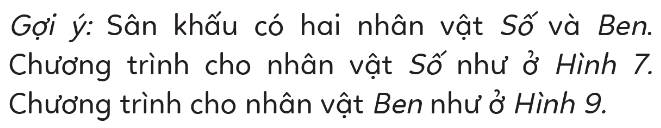 Gợi ý: Sân khấu có hai nhân vật Số và Ben.
Chương trình cho nhân vật Số như ở Hình 7.
Chương trình cho nhân vật Ben như ở Hình 9.